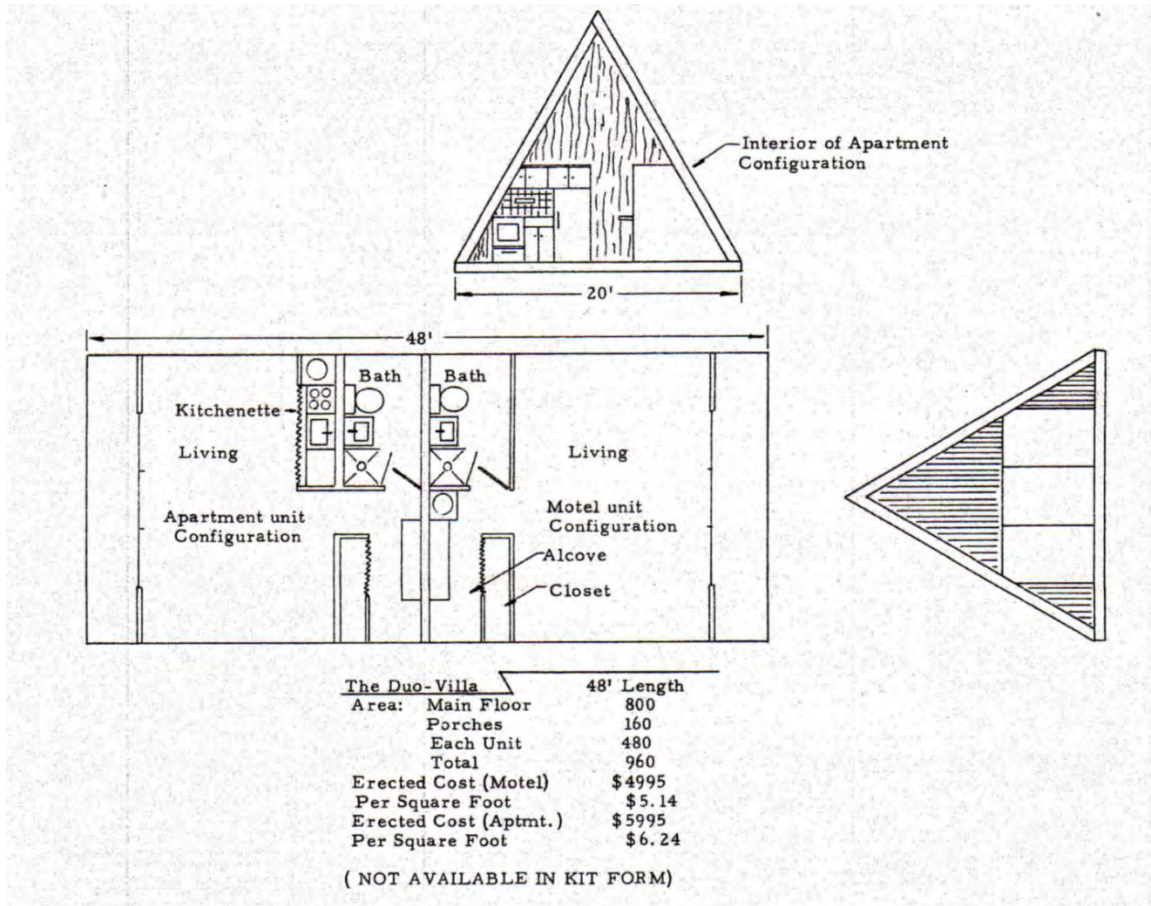 Interior of Apartment
Configuration
20'
48'
Bath
Bath
Kitchenette
Living
Living
Apartment unit
Configuration
Motel unit
Configuration
Alcove
Closet
The Duo-Villa 48' Length
Area: Main Floor 800
Porches 160
Each Unit 480
Total 960
Erected Cost (Motel) $4995
Per Square Foot $5.14
Erected Cost (Aptmt.) $5995
Per Square Foot $6.24
( NOT AVAILABLE IN KIT FORM)